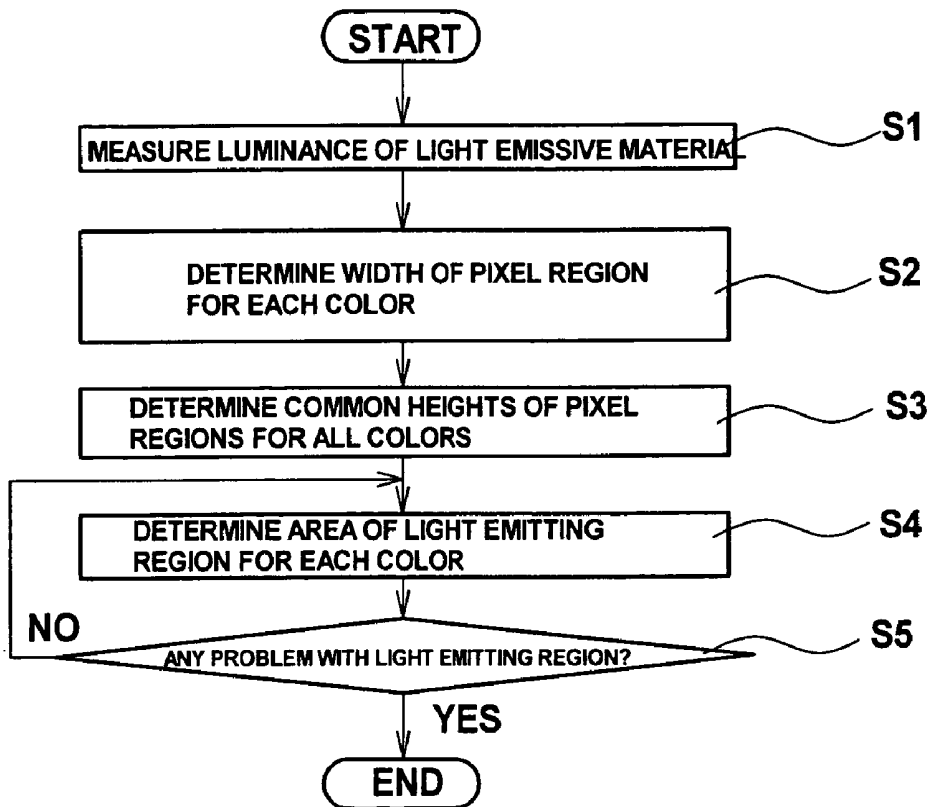 START
MEASURE LUMINANCE OF LIGHT EMISSIVE MATERIAL
S1
DETERMINE WIDTH OF PIXEL REGION
FOR EACH COLOR
S2
DETERMINE COMMON HEIGHTS OF PIXEL
REGIONS FOR ALL COLORS
S3
DETERMINE AREA OF LIGHT EMITTING
REGION FOR EACH COLOR
S4
NO
ANY PROBLEM WITH LIGHT EMITTING REGION?
S5
YES
END